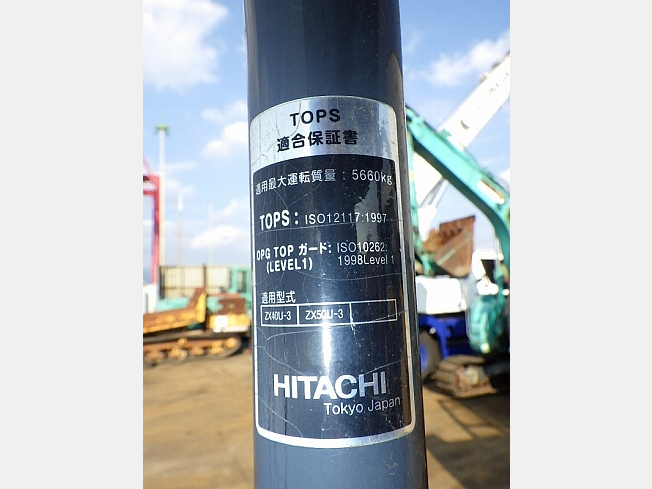 TOPS
適合保証書
適用最大運転質量：5660kg
TOPS: ISO12117:1997
OPG TOP ガード: ISO10262:
(LEVEL1) 1998Level 1
適用型式
ZX40U-3 ZX50U-3
HITACHI
Tokyo Japan